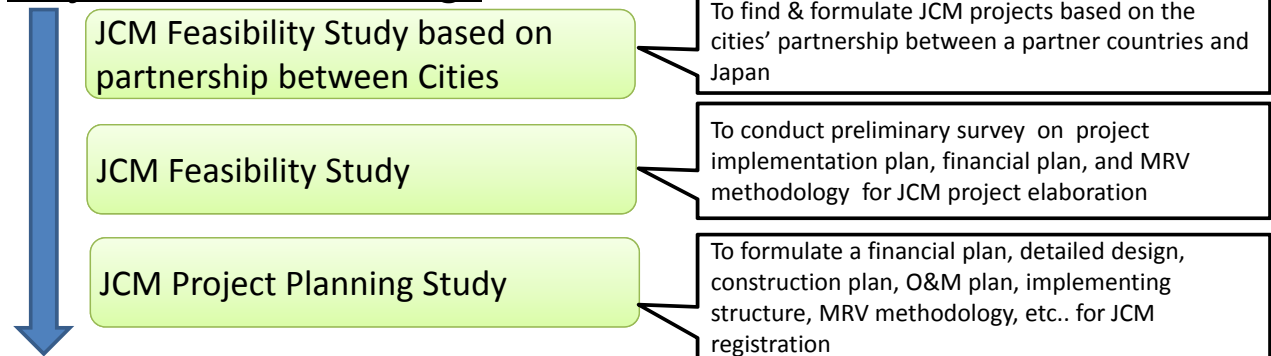 JCM Feasibility Study based on
partnership between Cities
To find & formulate JCM projects based on the
cities’ partnership between a partner countries and
Japan
JCM Feasibility Study
To conduct preliminary survey on project
implementation plan, financial plan, and MRV
methodology for JCM project elaboration
JCM Project Planning Study
To formulate a financial plan, detailed design,
construction plan, O&M plan, implementing
structure, MRV methodology, etc.. for JCM
registration